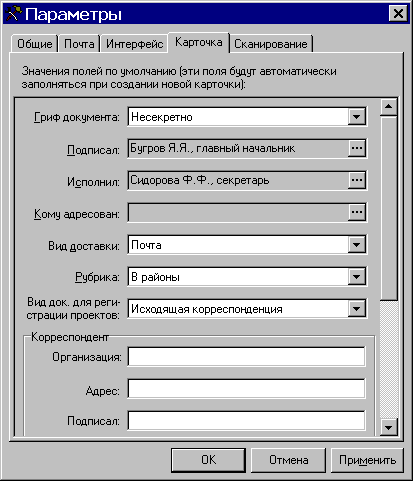 Параметры
Общие Почта Интерфейс Карточка Сканирование
Значения полей по умолчанию (эти поля будут автоматически
заполняться при создании новой карточки):
Гриф документа: Несекретно
Подписал: Бугров Я.Я., главный начальник
Исполнил: Сидорова Ф.Ф., секретарь
Кому адресован:
Вид доставки: Почта
Рубрика: В районы
Вид док. для реги-
страции проектов: Исходящая корреспонденция
Корреспондент
Организация:
Адрес:
Подписал:
OK Отмена Применить